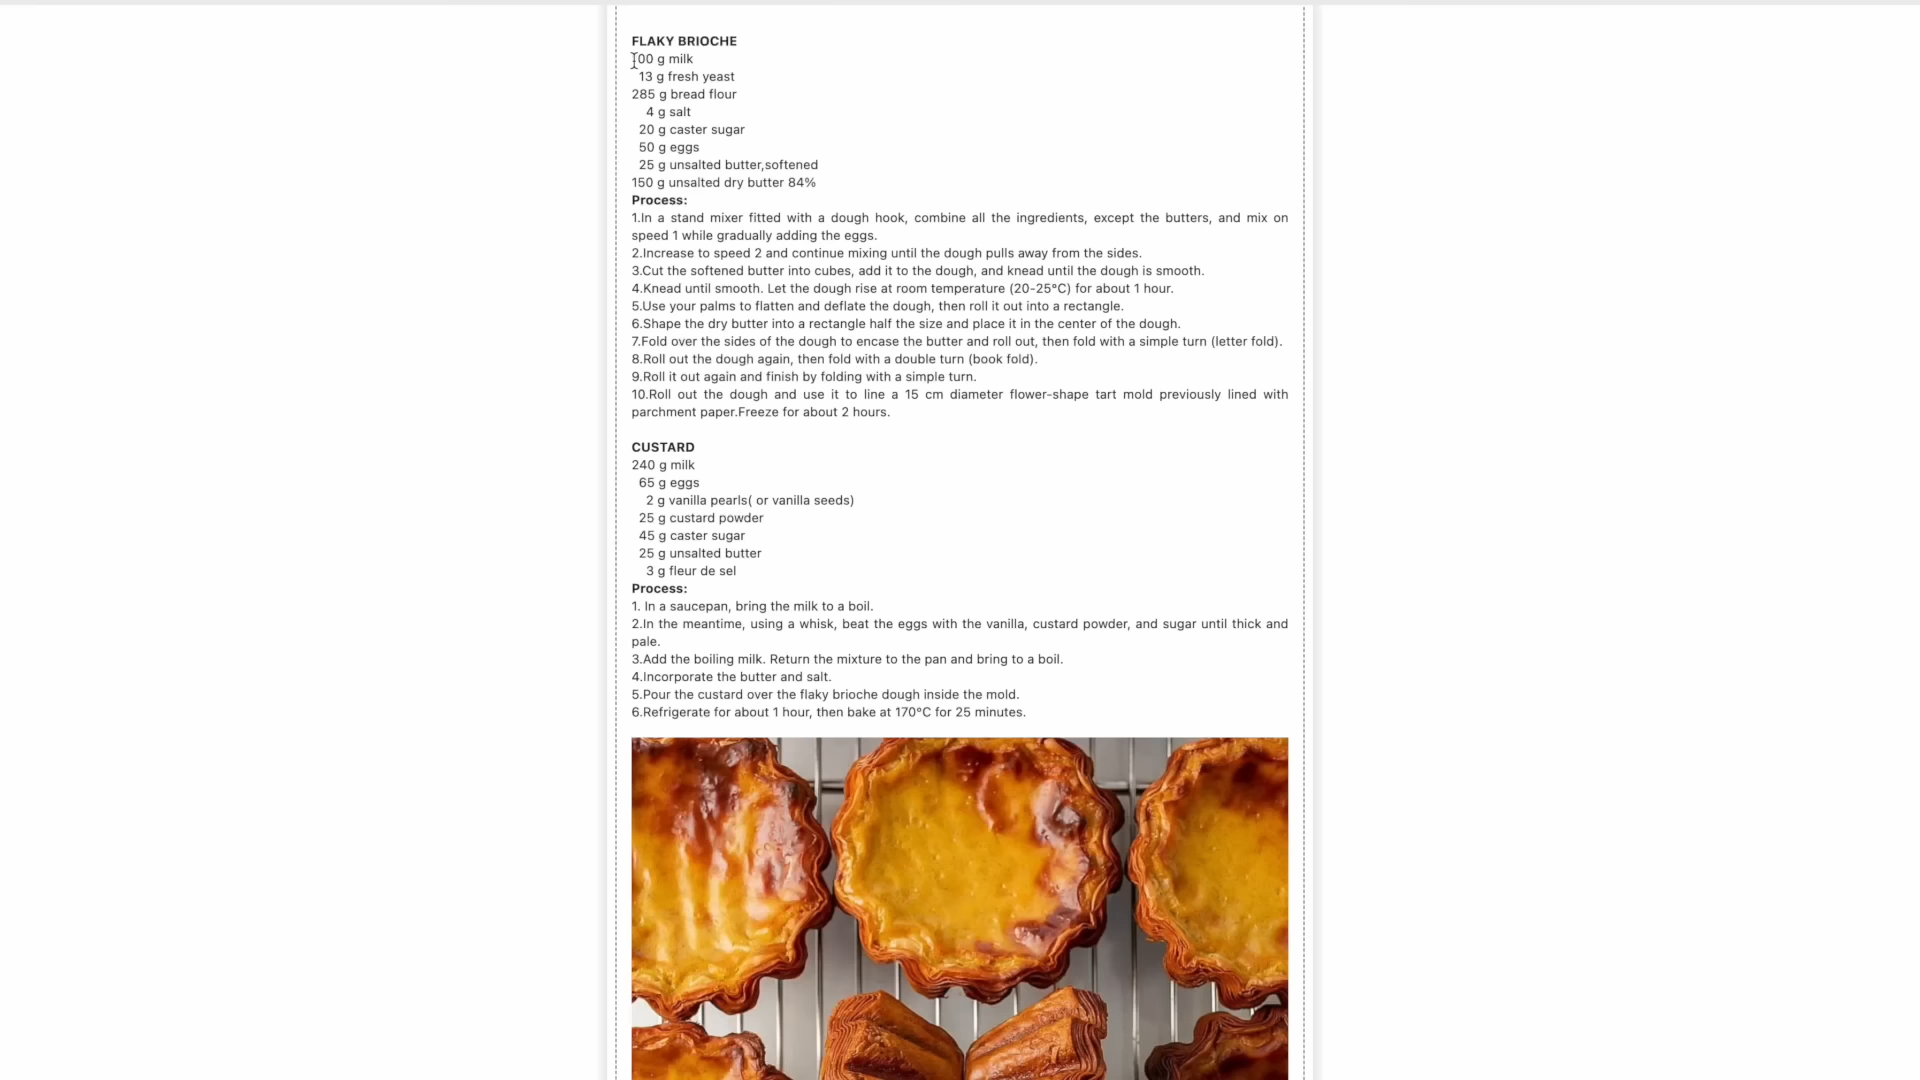 FLAKY BRIOCHE
00 g milk
13 g fresh yeast
285 g bread flour
4 g salt
20 g caster sugar
50 g eggs
25 g unsalted butter,softened
150 g unsalted dry butter 84%
Process:
1.In a stand mixer fitted with a dough hook, combine all the ingredients, except the butters, and mix on
speed 1 while gradually adding the eggs.
2.Increase to speed 2 and continue mixing until the dough pulls away from the sides.
3.Cut the softened butter into cubes, add it to the dough, and knead until the dough is smooth.
4.Knead until smooth. Let the dough rise at room temperature (20-25°C) for about 1 hour.
5.Use your palms to flatten and deflate the dough, then roll it out into a rectangle.
6.Shape the dry butter into a rectangle half the size and place it in the center of the dough.
7.Fold over the sides of the dough to encase the butter and roll out, then fold with a simple turn (letter fold).
8.Roll out the dough again, then fold with a double turn (book fold).
9.Roll it out again and finish by folding with a simple turn.
10.Roll out the dough and use it to line a 15 cm diameter flower-shape tart mold previously lined with
parchment paper.Freeze for about 2 hours.
CUSTARD
240 g milk
65 g eggs
2 g vanilla pearls( or vanilla seeds)
25 g custard powder
45 g caster sugar
25 g unsalted butter
3 g fleur de sel
Process:
1. In a saucepan, bring the milk to a boil.
2.In the meantime, using a whisk, beat the eggs with the vanilla, custard powder, and sugar until thick and
pale.
3.Add the boiling milk. Return the mixture to the pan and bring to a boil.
4.Incorporate the butter and salt.
5.Pour the custard over the flaky brioche dough inside the mold.
6.Refrigerate for about 1 hour, then bake at 170°C for 25 minutes.